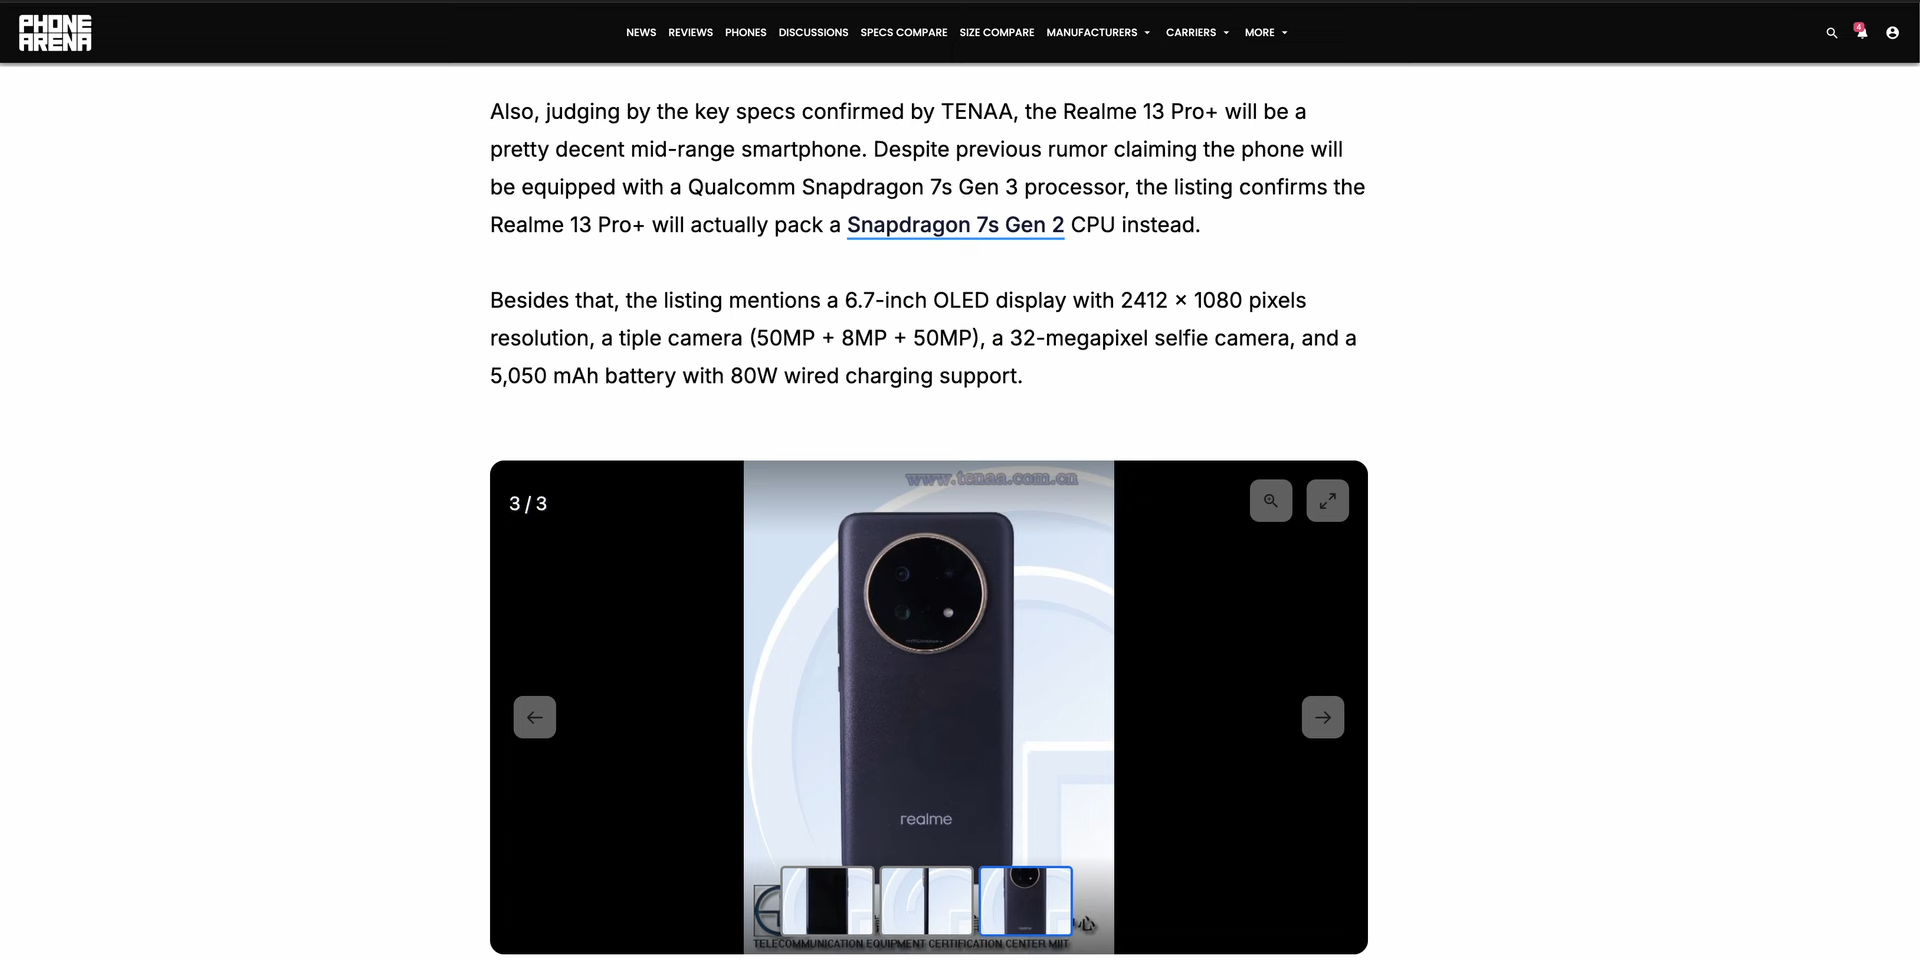 PHONE
ARENA
NEWS REVIEWS PHONES DISCUSSIONS SPECS COMPARE SIZE COMPARE MANUFACTURERS CARRIERS MORE
4
Also, judging by the key specs confirmed by TENAA, the Realme 13 Pro+ will be a
pretty decent mid-range smartphone. Despite previous rumor claiming the phone will
be equipped with a Qualcomm Snapdragon 7s Gen 3 processor, the listing confirms the
Realme 13 Pro+ will actually pack a Snapdragon 7s Gen 2 CPU instead.
Besides that, the listing mentions a 6.7-inch OLED display with 2412 × 1080 pixels
resolution, a tiple camera (50MP + 8MP + 50MP), a 32-megapixel selfie camera, and a
5,050 mAh battery with 80W wired charging support.
www.tenaa.com.cn
3 / 3
realme
TELECOMMUNICATION EQUIPMENT CERTIFICATION CENTER MIIT